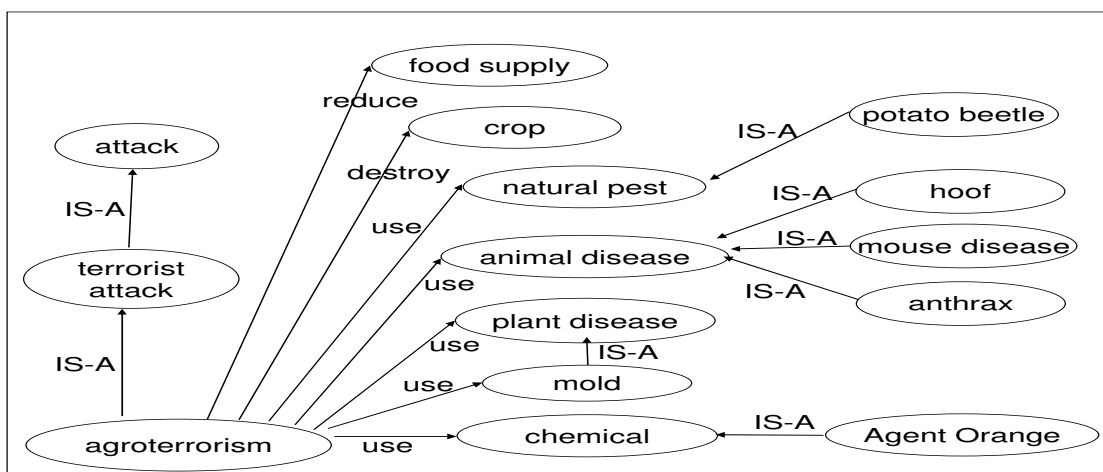 food supply
reduce
potato beetle
crop
IS-A
attack
destroy
natural pest
hoof
IS-A
IS-A
use
IS-A
mouse disease
terrorist
attack
animal disease
use
IS-A
anthrax
plant disease
use
IS-A
IS-A
use
mold
IS-A
agroterrorism
use
chemical
Agent Orange